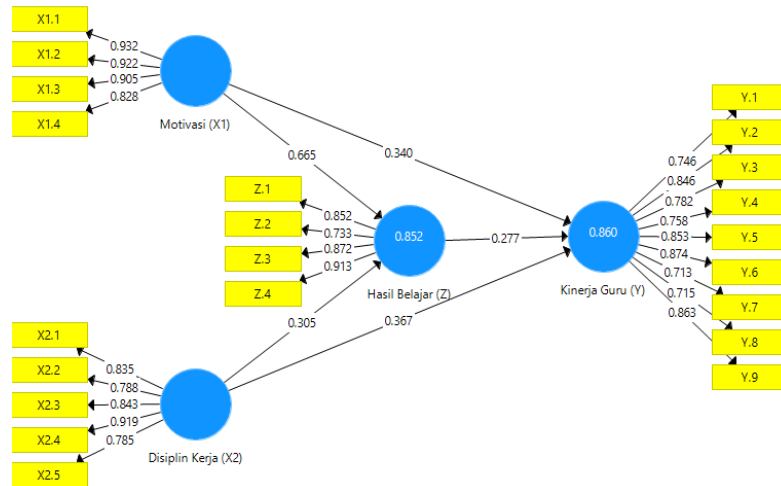 X1.1
0.932
X1.2
0.922
X1.3
0.905
X1.4
0.828
Motivasi (X1)
0.665
0.340
Z.1
0.852
Z.2
0.733
Z.3
0.872
Z.4
0.913
0.852
Hasil Belajar (Z)
0.277
0.305
0.367
X2.1
0.835
X2.2
0.788
X2.3
0.843
X2.4
0.919
X2.5
0.785
Disiplin Kerja (X2)
0.860
Kinerja Guru (Y)
Y.1
0.746
Y.2
0.846
Y.3
0.782
Y.4
0.758
Y.5
0.853
Y.6
0.874
Y.7
0.713
Y.8
0.715
Y.9
0.863